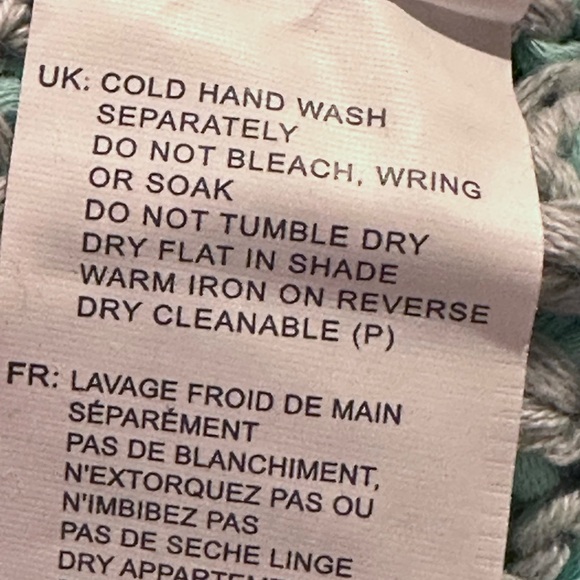 UK: COLD HAND WASH
SEPARATELY
DO NOT BLEACH, WRING
OR SOAK
DO NOT TUMBLE DRY
DRY FLAT IN SHADE
WARM IRON ON REVERSE
DRY CLEANABLE (P)
FR: LAVAGE FROID DE MAIN
SÉPARÉMENT
PAS DE BLANCHIMENT,
N'EXTORQUEZ PAS OU
N'IMBIBEZ PAS
PAS DE SECHE LINGE
DRY